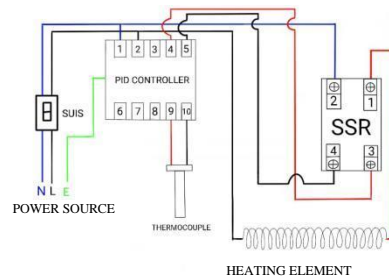 1 2 3 4 5
PID CONTROLLER
6 7 8 9 10
SUIS
N L E
POWER SOURCE
THERMOCOUPLE
2 1
SSR
4 3
HEATING ELEMENT